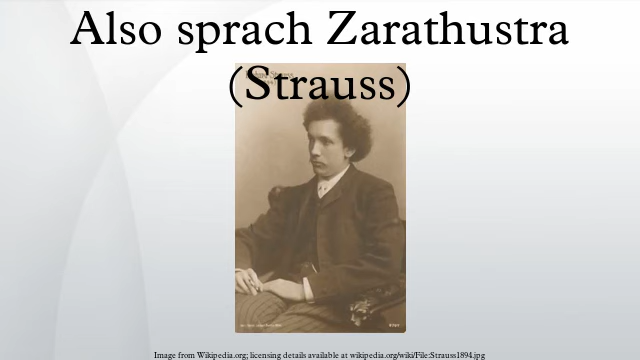 Also sprach Zarathustra
(Strauss)
Image from Wikipedia.org; licensing details available at wikipedia.org/wiki/File:Strauss1894.jpg